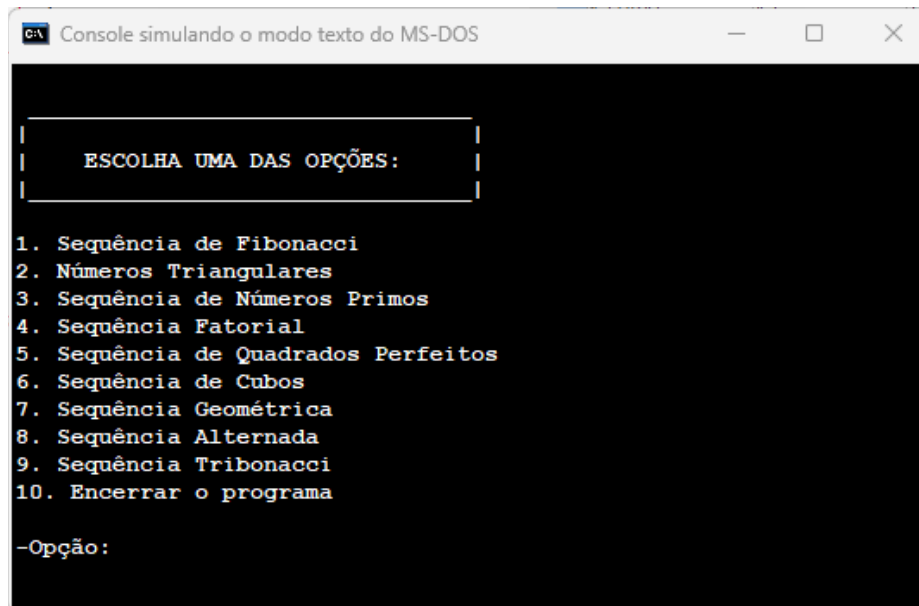 Console simulando o modo texto do MS-DOS
ESCOLHA UMA DAS OPÇÕES:
1. Sequência de Fibonacci
2. Números Triangulares
3. Sequência de Números Primos
4. Sequência Fatorial
5. Sequência de Quadrados Perfeitos
6. Sequência de Cubos
7. Sequência Geométrica
8. Sequência Alternada
9. Sequência Tribonacci
10. Encerrar o programa
-Opção: